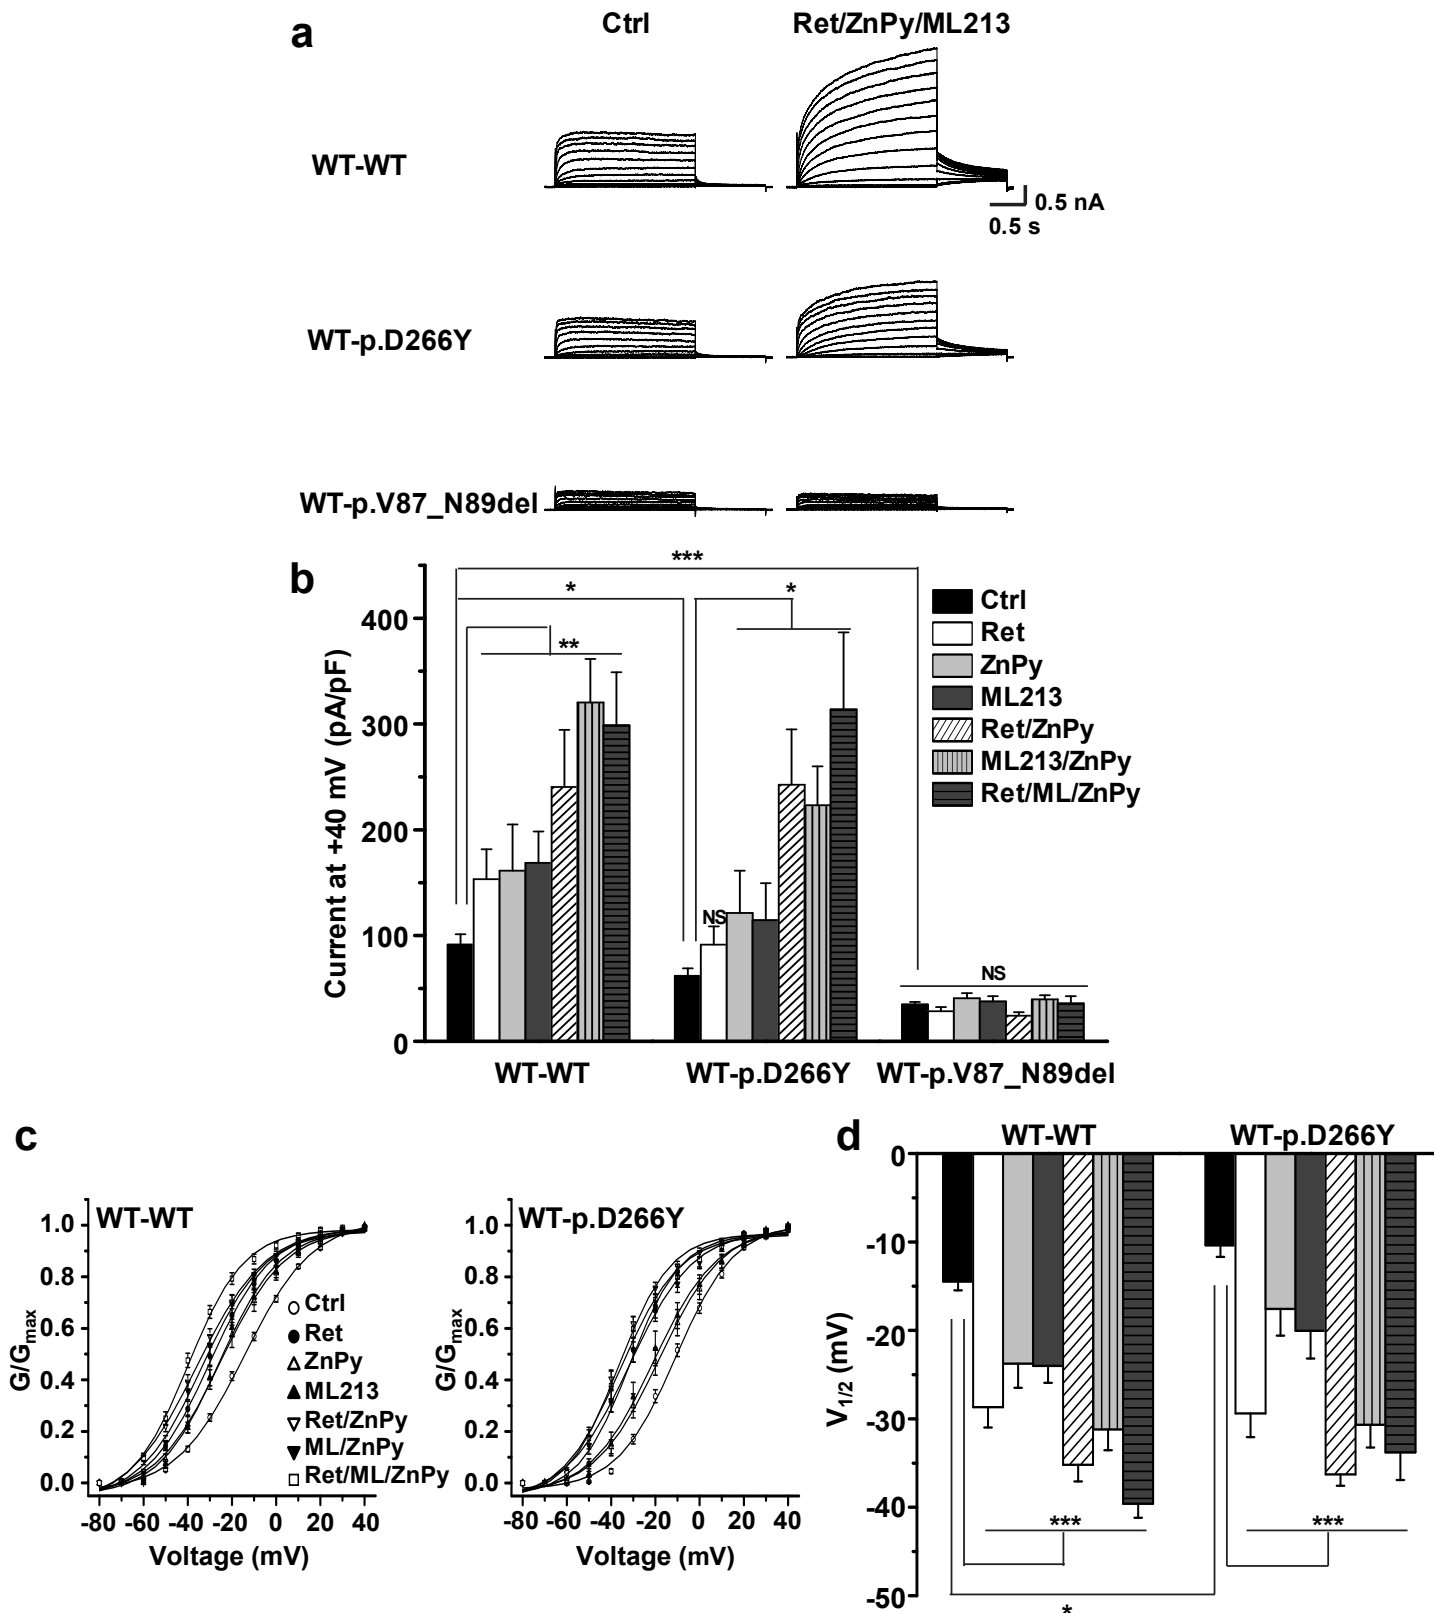 a
Ctrl Ret/ZnPy/ML213
WT-WT
0.5 nA
0.5 s
WT-p.D266Y
WT-p.V87_N89del
b
***
* *
**
NS
NS
Current at +40 mV (pA/pF)
400
300
200
100
0
Ctrl
Ret
ZnPy
ML213
Ret/ZnPy
ML213/ZnPy
Ret/ML/ZnPy
WT-WT WT-p.D266Y WT-p.V87_N89del
c
WT-WT
G/Gmax
1.0
0.8
0.6
0.4
0.2
0.0
Ctrl
Ret
ZnPy
ML213
Ret/ZnPy
ML/ZnPy
Ret/ML/ZnPy
-80 -60 -40 -20 0 20 40
Voltage (mV)
WT-p.D266Y
G/Gmax
1.0
0.8
0.6
0.4
0.2
0.0
-80 -60 -40 -20 0 20 40
Voltage (mV)
d
WT-WT WT-p.D266Y
V1/2 (mV)
0
-10
-20
-30
-40
-50
*** ***
*